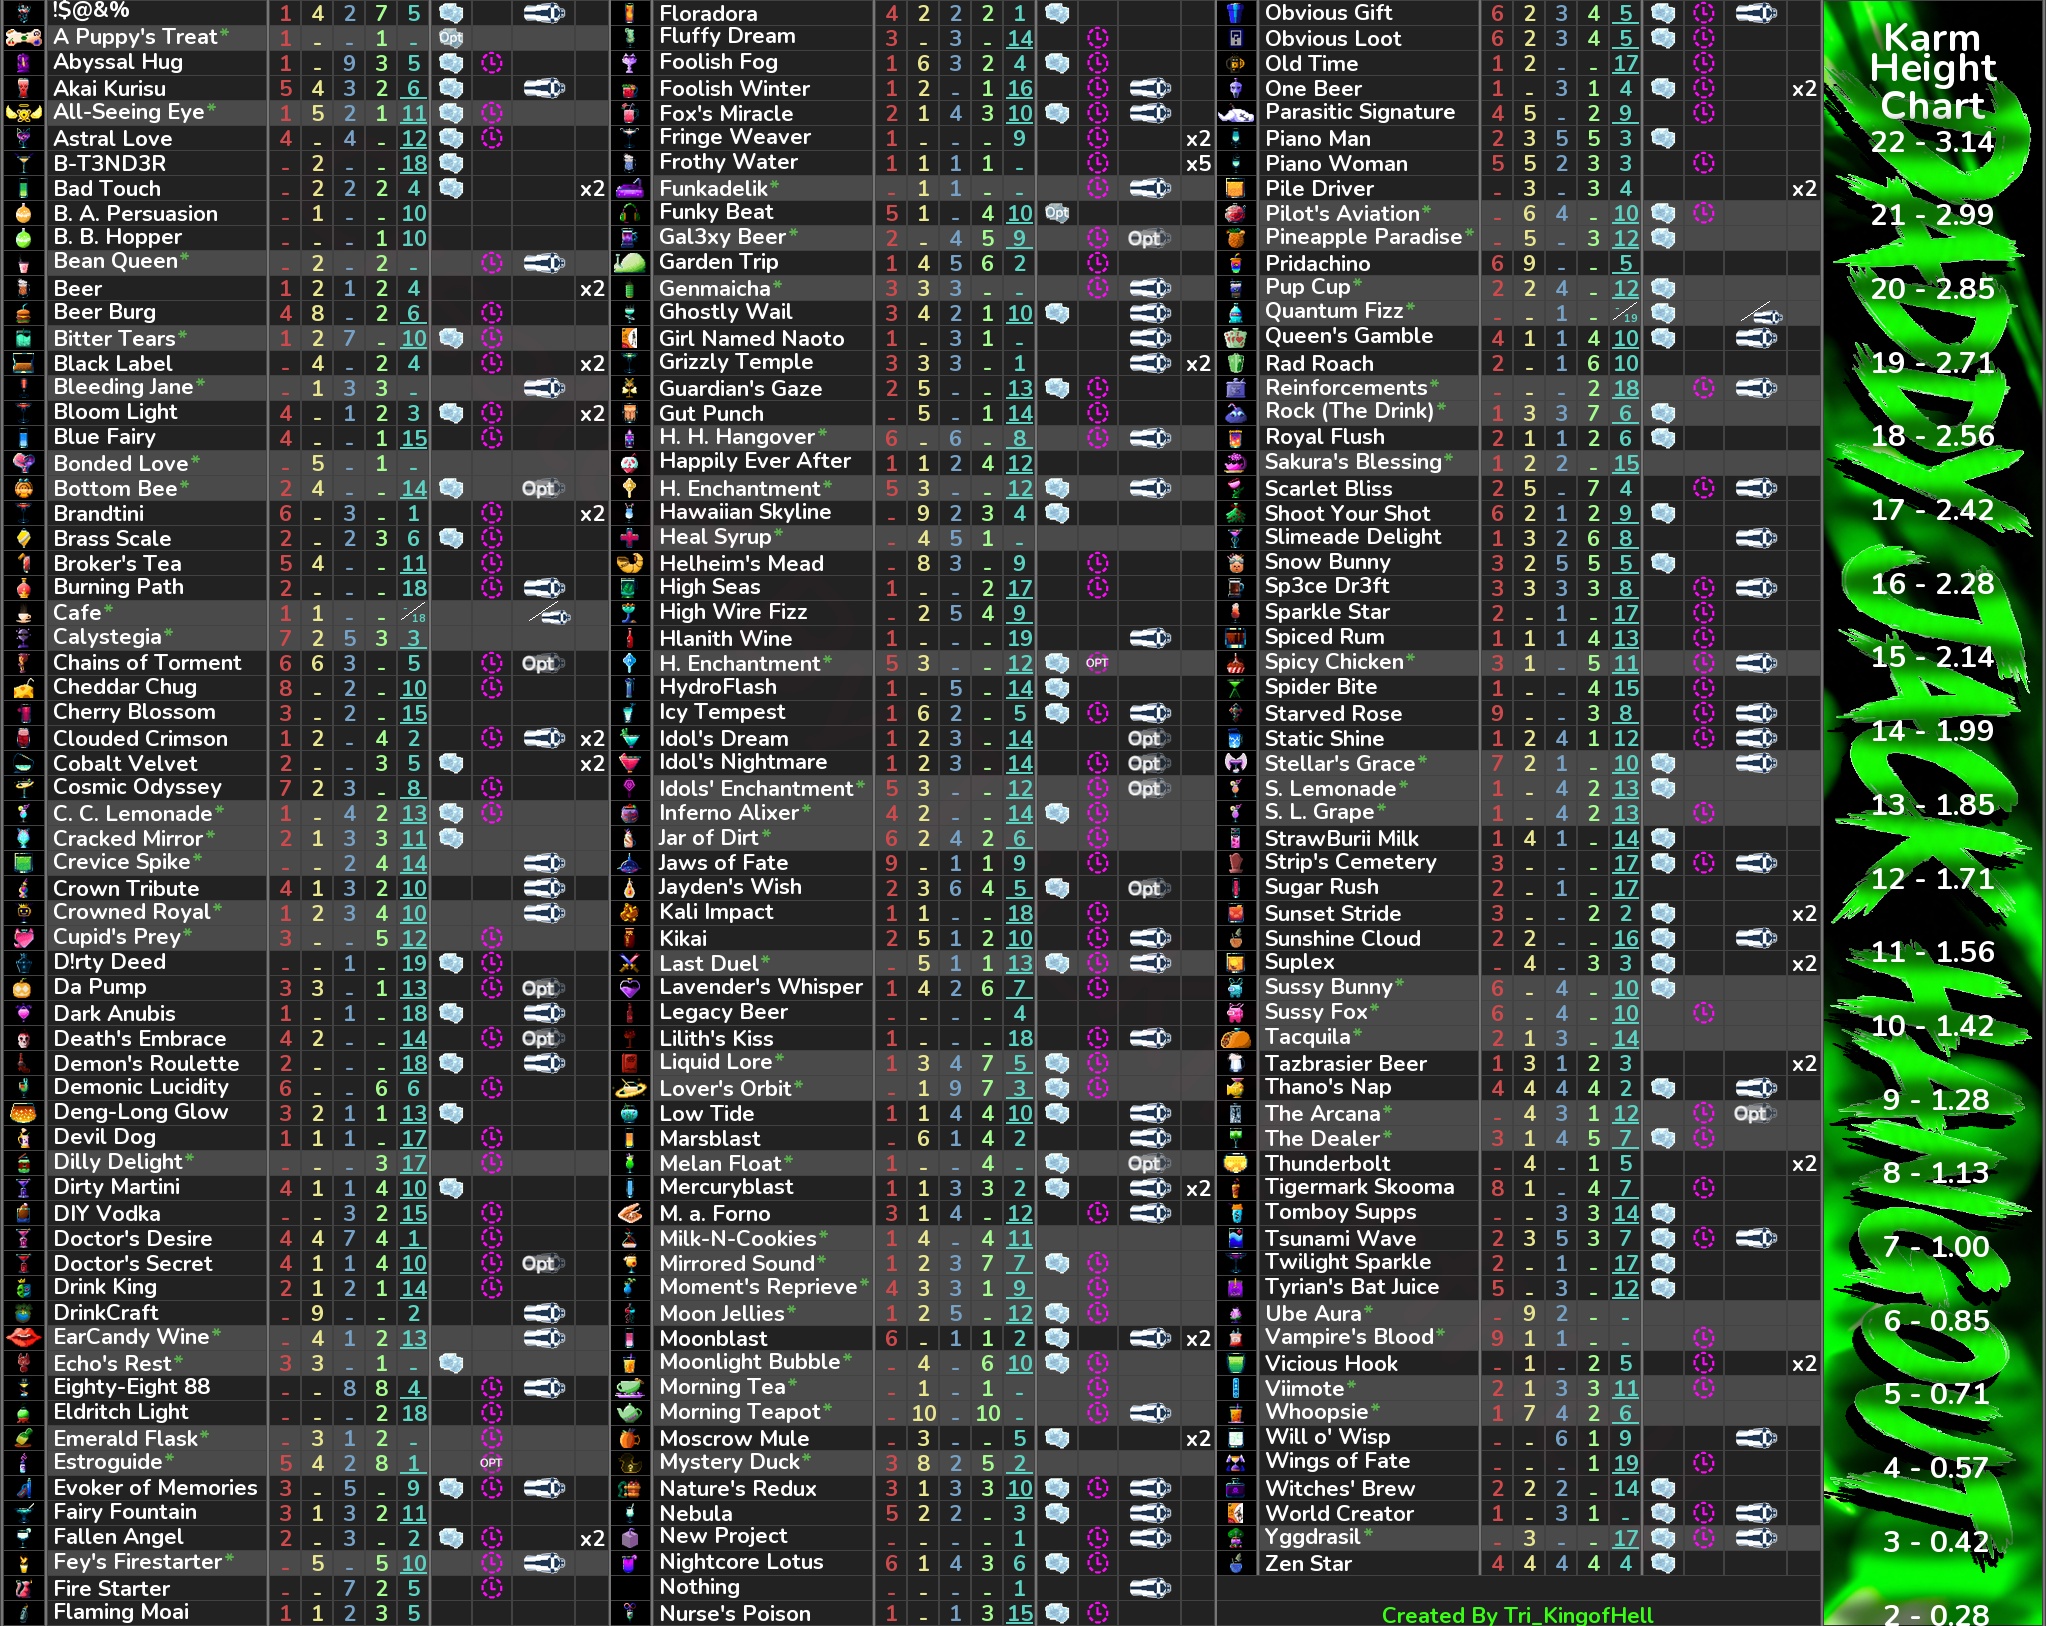 !$@&% 1 4 2 7 5
A Puppy's Treat* 1 - - 1 - Opt
Abyssal Hug 1 - 9 3 5
Akai Kurisu 5 4 3 2 6
All-Seeing Eye* 1 5 2 1 11
Astral Love 4 - 4 - 12
B-T3ND3R - 2 - - 18
Bad Touch - 2 2 2 4 x2
B. A. Persuasion - 1 - - 10
B. B. Hopper - - - 1 10
Bean Queen* - 2 - 2 -
Beer 1 2 1 2 4 x2
Beer Burg 4 8 - 2 6
Bitter Tears* 1 2 7 - 10
Black Label - 4 - 2 4 x2
Bleeding Jane* - 1 3 3 -
Bloom Light 4 - 1 2 3 x2
Blue Fairy 4 - - 1 15
Bonded Love* - 5 - 1 -
Bottom Bee* 2 4 - - 14 Opt
Brandtini 6 - 3 - 1 x2
Brass Scale 2 - 2 3 6
Broker's Tea 5 4 - - 11
Burning Path 2 - - - 18
Cafe* 1 1 - - -/18
Calystegia* 7 2 5 3 3
Chains of Torment 6 6 3 - 5 Opt
Cheddar Chug 8 - 2 - 10
Cherry Blossom 3 - 2 - 15
Clouded Crimson 1 2 - 4 2 x2
Cobalt Velvet 2 - - 3 5 x2
Cosmic Odyssey 7 2 3 - 8
C. C. Lemonade* 1 - 4 2 13
Cracked Mirror* 2 1 3 3 11
Crevice Spike* - - 2 4 14
Crown Tribute 4 1 3 2 10
Crowned Royal* 1 2 3 4 10
Cupid's Prey* 3 - - 5 12
D!rty Deed - - 1 - 19
Da Pump 3 3 - 1 13 Opt
Dark Anubis 1 - 1 - 18
Death's Embrace 4 2 - - 14 Opt
Demon's Roulette 2 - - - 18
Demonic Lucidity 6 - - 6 6
Deng-Long Glow 3 2 1 1 13
Devil Dog 1 1 1 - 17
Dilly Delight* - - - 3 17
Dirty Martini 4 1 1 4 10
DIY Vodka - - 3 2 15
Doctor's Desire 4 4 7 4 1
Doctor's Secret 4 1 1 4 10 Opt
Drink King 2 1 2 1 14
DrinkCraft - 9 - - 2
EarCandy Wine* - 4 1 2 13
Echo's Rest* 3 3 - 1 -
Eighty-Eight 88 - - 8 8 4
Eldritch Light - - - 2 18
Emerald Flask* - 3 1 2 -
Estroguide* 5 4 2 8 1 OPT
Evoker of Memories 3 - 5 - 9
Fairy Fountain 3 1 3 2 11
Fallen Angel 2 - 3 - 2 x2
Fey's Firestarter* - 5 - 5 10
Fire Starter - - 7 2 5
Flaming Moai 1 1 2 3 5
Floradora 4 2 2 2 1
Fluffy Dream 3 - 3 - 14
Foolish Fog 1 6 3 2 4
Foolish Winter 1 2 - 1 16
Fox's Miracle 2 1 4 3 10
Fringe Weaver 1 - - - 9 x2
Frothy Water 1 1 1 1 - x5
Funkadelik* - 1 1 - -
Funky Beat 5 1 - 4 10 Opt
Gal3xy Beer* 2 - 4 5 9 Opt
Garden Trip 1 4 5 6 2
Genmaicha* 3 3 3 - -
Ghostly Wail 3 4 2 1 10
Girl Named Naoto 1 - 3 1 -
Grizzly Temple 3 3 3 - 1 x2
Guardian's Gaze 2 5 - - 13
Gut Punch - 5 - 1 14
H. H. Hangover* 6 - 6 - 8
Happily Ever After 1 1 2 4 12
H. Enchantment* 5 3 - - 12
Hawaiian Skyline - 9 2 3 4
Heal Syrup* - 4 5 1 -
Helheim's Mead - 8 3 - 9
High Seas 1 - - 2 17
High Wire Fizz - 2 5 4 9
Hlanith Wine 1 - - - 19
H. Enchantment* 5 3 - - 12 OPT
HydroFlash 1 - 5 - 14
Icy Tempest 1 6 2 - 5
Idol's Dream 1 2 3 - 14 Opt
Idol's Nightmare 1 2 3 - 14 Opt
Idols' Enchantment* 5 3 - - 12 Opt
Inferno Alixer* 4 2 - - 14
Jar of Dirt* 6 2 4 2 6
Jaws of Fate 9 - 1 1 9
Jayden's Wish 2 3 6 4 5 Opt
Kali Impact 1 1 - - 18
Kikai 2 5 1 2 10
Last Duel* - 5 1 1 13
Lavender's Whisper 1 4 2 6 7
Legacy Beer - - - - 4
Lilith's Kiss 1 - - - 18
Liquid Lore* 1 3 4 7 5
Lover's Orbit* - 1 9 7 3
Low Tide 1 1 4 4 10
Marsblast - 6 1 4 2
Melan Float* 1 - - 4 - Opt
Mercuryblast 1 1 3 3 2 x2
M. a. Forno 3 1 4 - 12
Milk-N-Cookies* 1 4 - 4 11
Mirrored Sound* 1 2 3 7 7
Moment's Reprieve* 4 3 3 1 9
Moon Jellies* 1 2 5 - 12
Moonblast 6 - 1 1 2 x2
Moonlight Bubble* - 4 - 6 10
Morning Tea* - 1 - 1 -
Morning Teapot* - 10 - 10 -
Moscrow Mule - 3 - - 5 x2
Mystery Duck* 3 8 2 5 2
Nature's Redux 3 1 3 3 10
Nebula 5 2 2 - 3
New Project - - - - 1
Nightcore Lotus 6 1 4 3 6
Nothing - - - - 1
Nurse's Poison 1 - 1 3 15
Obvious Gift 6 2 3 4 5
Obvious Loot 6 2 3 4 5
Old Time 1 2 - - 17
One Beer 1 - 3 1 4 x2
Parasitic Signature 4 5 - 2 9
Piano Man 2 3 5 5 3
Piano Woman 5 5 2 3 3
Pile Driver - 3 - 3 4 x2
Pilot's Aviation* - 6 4 - 10
Pineapple Paradise* - 5 - 3 12
Pridachino 6 9 - - 5
Pup Cup* 2 2 4 - 12
Quantum Fizz* - - 1 - -/19
Queen's Gamble 4 1 1 4 10
Rad Roach 2 - 1 6 10
Reinforcements* - - - 2 18
Rock (The Drink)* 1 3 3 7 6
Royal Flush 2 1 1 2 6
Sakura's Blessing* 1 2 2 - 15
Scarlet Bliss 2 5 - 7 4
Shoot Your Shot 6 2 1 2 9
Slimeade Delight 1 3 2 6 8
Snow Bunny 3 2 5 5 5
Sp3ce Dr3ft 3 3 3 3 8
Sparkle Star 2 - 1 - 17
Spiced Rum 1 1 1 4 13
Spicy Chicken* 3 1 - 5 11
Spider Bite 1 - - 4 15
Starved Rose 9 - - 3 8
Static Shine 1 2 4 1 12
Stellar's Grace* 7 2 1 - 10
S. Lemonade* 1 - 4 2 13
S. L. Grape* 1 - 4 2 13
StrawBurii Milk 1 4 1 - 14
Strip's Cemetery 3 - - - 17
Sugar Rush 2 - 1 - 17
Sunset Stride 3 - - 2 2 x2
Sunshine Cloud 2 2 - - 16
Suplex - 4 - 3 3 x2
Sussy Bunny* 6 - 4 - 10
Sussy Fox* 6 - 4 - 10
Tacquila* 2 1 3 - 14
Tazbrasier Beer 1 3 1 2 3 x2
Thano's Nap 4 4 4 4 2
The Arcana* - 4 3 1 12 Opt
The Dealer* 3 1 4 5 7
Thunderbolt - 4 - 1 5 x2
Tigermark Skooma 8 1 - 4 7
Tomboy Supps - - 3 3 14
Tsunami Wave 2 3 5 3 7
Twilight Sparkle 2 - 1 - 17
Tyrian's Bat Juice 5 - 3 - 12
Ube Aura* - 9 2 - -
Vampire's Blood* 9 1 1 - -
Vicious Hook - 1 - 2 5 x2
Viimote* 2 1 3 3 11
Whoopsie* 1 7 4 2 6
Will o' Wisp - - 6 1 9
Wings of Fate - - - 1 19
Witches' Brew 2 2 2 - 14
World Creator 1 - 3 1 -
Yggdrasil* - 3 - - 17
Zen Star 4 4 4 4 4
Created By Tri_KingofHell
Karm
Height
Chart
22 - 3.14
21 - 2.99
20 - 2.85
19 - 2.71
18 - 2.56
17 - 2.42
16 - 2.28
15 - 2.14
14 - 1.99
13 - 1.85
12 - 1.71
11 - 1.56
10 - 1.42
9 - 1.28
8 - 1.13
7 - 1.00
6 - 0.85
5 - 0.71
4 - 0.57
3 - 0.42
2 - 0.28